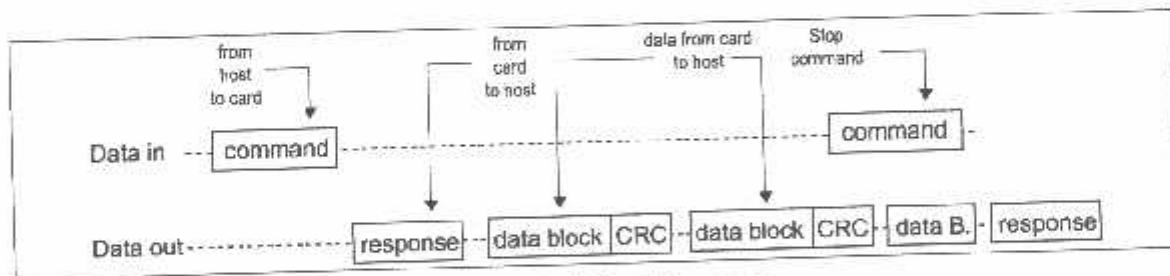 from
host
to card
from
card
to host
data from card
to host
Stop
command
Data in command command
Data out response data block CRC data block CRC data B. response